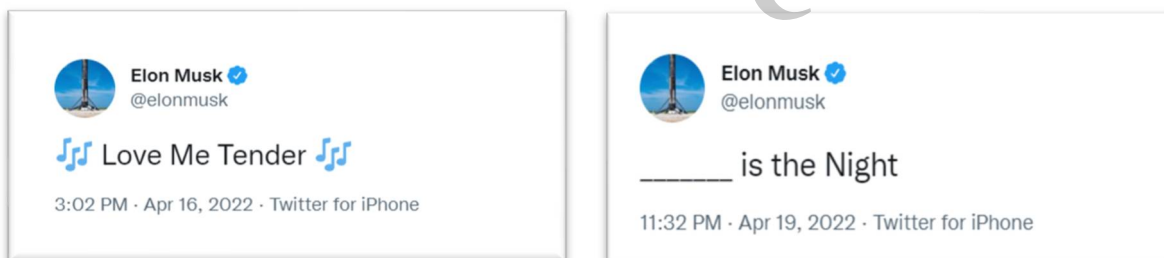 Elon Musk
@elonmusk
🎶 Love Me Tender 🎶
3:02 PM · Apr 16, 2022 · Twitter for iPhone
Elon Musk
@elonmusk
_______ is the Night
11:32 PM · Apr 19, 2022 · Twitter for iPhone